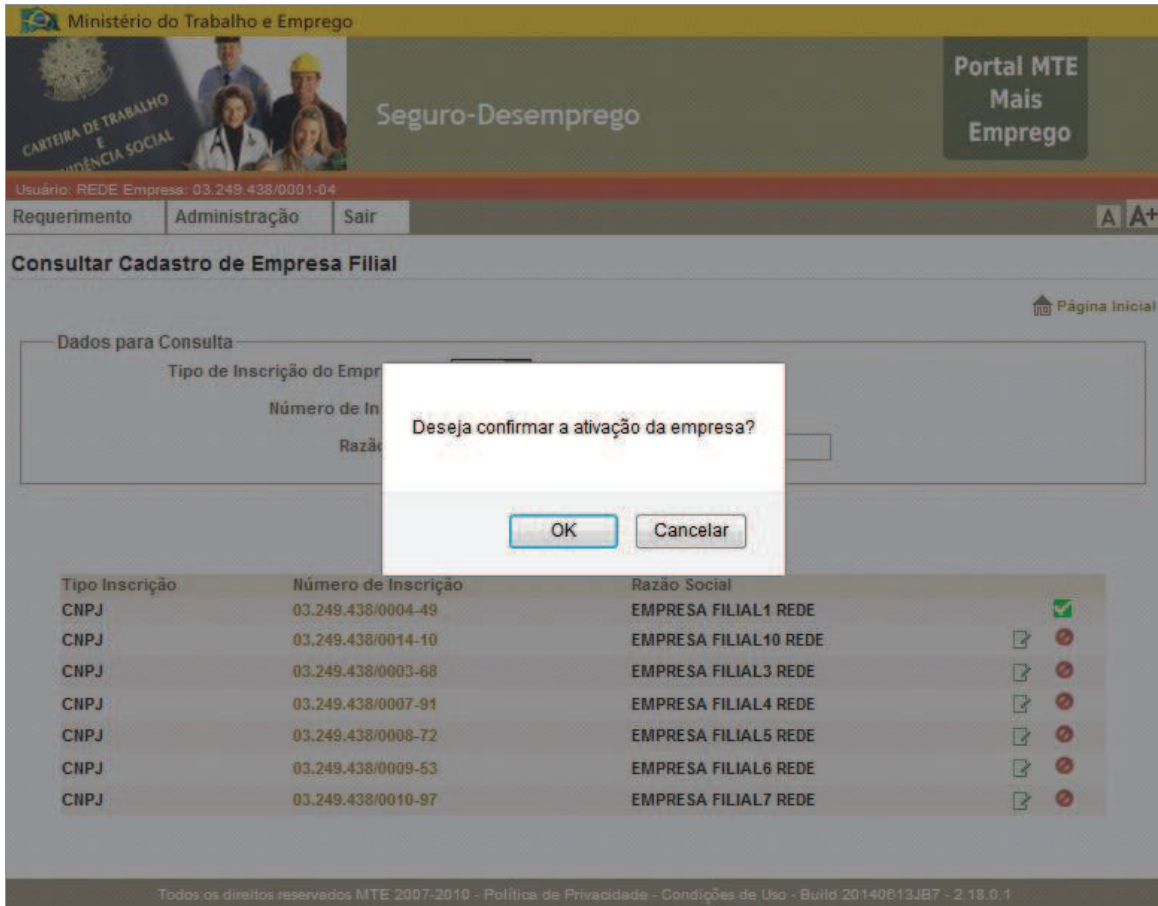 Ministério do Trabalho e Emprego
CARTEIRA DE TRABALHO
E
SOCIAL
Seguro-Desemprego
Portal MTE
Mais
Emprego
Usuário: REDE Empresa: 03.249.438/0001-04
Requerimento Administração Sair A A+
Consultar Cadastro de Empresa Filial
Página Inicial
Dados para Consulta
Tipo de Inscrição do Empr
Número de In
Razão
Deseja confirmar a ativação da empresa?
OK Cancelar
Tipo Inscrição Número de Inscrição Razão Social
CNPJ 03.249.438/0004-49 EMPRESA FILIAL1 REDE
CNPJ 03.249.438/0014-10 EMPRESA FILIAL10 REDE
CNPJ 03.249.438/0003-68 EMPRESA FILIAL3 REDE
CNPJ 03.249.438/0007-91 EMPRESA FILIAL4 REDE
CNPJ 03.249.438/0008-72 EMPRESA FILIAL5 REDE
CNPJ 03.249.438/0009-53 EMPRESA FILIAL6 REDE
CNPJ 03.249.438/0010-97 EMPRESA FILIAL7 REDE
Todos os direitos reservados MTE 2007-2010 - Política de Privacidade - Condições de Uso - Build 20140613JB7 - 2.18.0.1